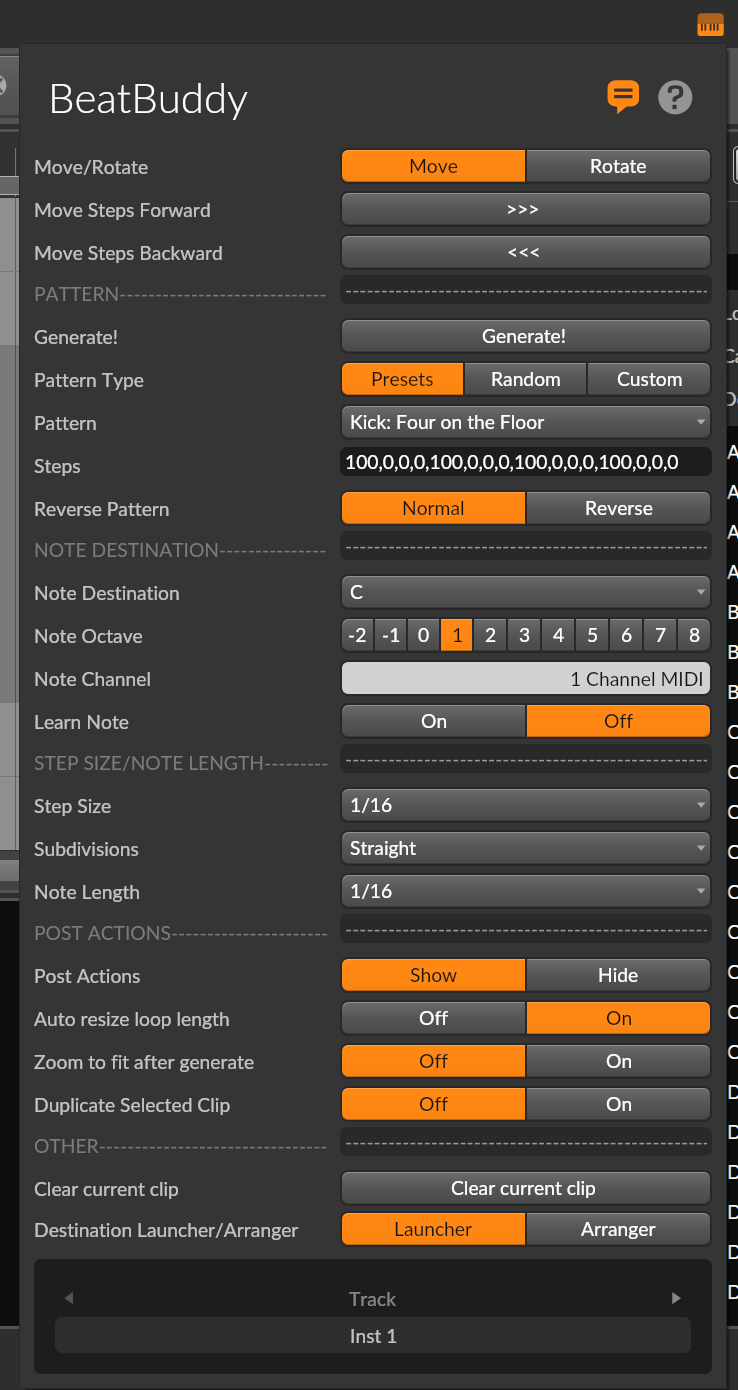 BeatBuddy
Move/Rotate Move Rotate
Move Steps Forward >>>
Move Steps Backward <<<
PATTERN---------------------------- --------------------------------------------------
Generate! Generate!
Pattern Type Presets Random Custom
Pattern Kick: Four on the Floor
Steps 100,0,0,0,100,0,0,0,100,0,0,0,100,0,0,0
Reverse Pattern Normal Reverse
NOTE DESTINATION-------------- --------------------------------------------------
Note Destination C
Note Octave -2 -1 0 1 2 3 4 5 6 7 8
Note Channel 1 Channel MIDI
Learn Note On Off
STEP SIZE/NOTE LENGTH--------- --------------------------------------------------
Step Size 1/16
Subdivisions Straight
Note Length 1/16
POST ACTIONS--------------------- --------------------------------------------------
Post Actions Show Hide
Auto resize loop length Off On
Zoom to fit after generate Off On
Duplicate Selected Clip Off On
OTHER------------------------------ --------------------------------------------------
Clear current clip Clear current clip
Destination Launcher/Arranger Launcher Arranger
Track
Inst 1